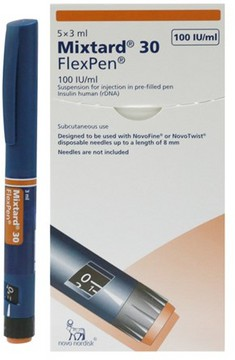 5×3 ml
100 IU/ml
Mixtard® 30
FlexPen®
100 IU/ml
Suspension for injection in pre-filled pen
Insulin human (rDNA)
Subcutaneous use
Designed to be used with NovoFine® or NovoTwist®
disposable needles up to a length of 8 mm
Needles are not included
novo nordisk
3 ml
Mixtard® 30
FlexPen®